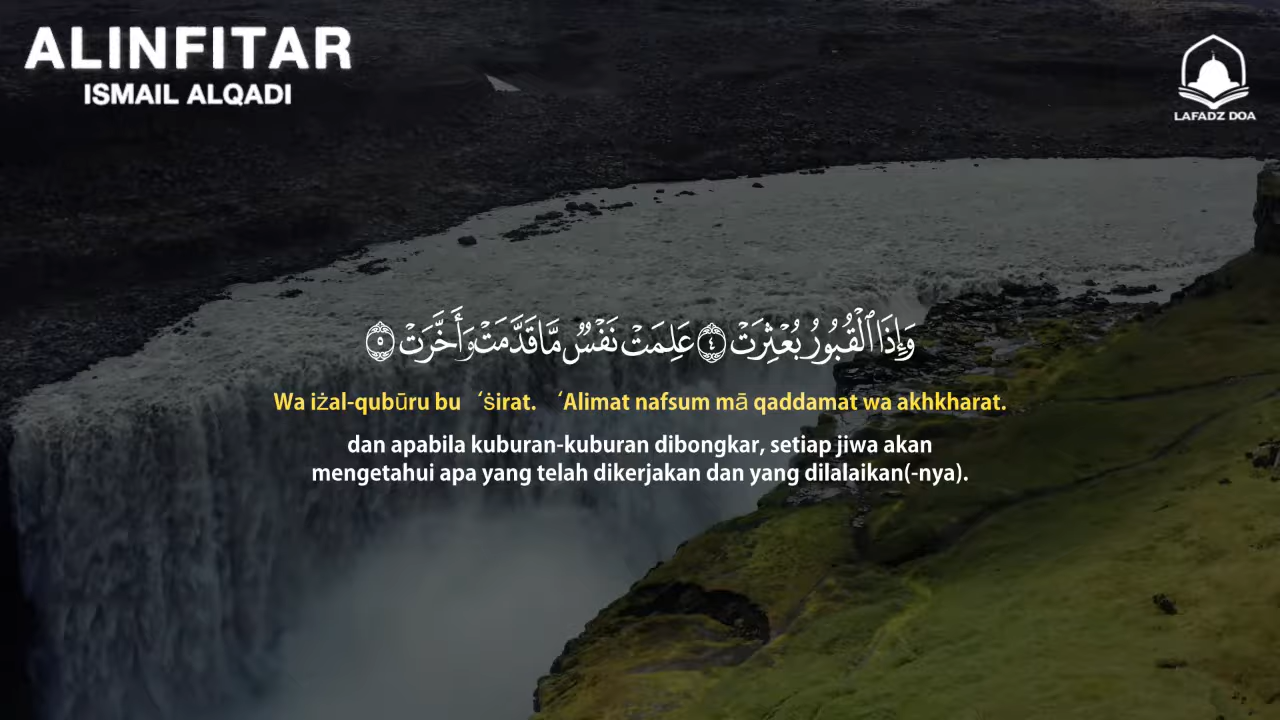 ALINFITAR
ISMAIL ALQADI
LAFADZ DOA
وَإِذَا ٱلْقُبُورُ بُعْثِرَتْ ٤ عَلِمَتْ نَفْسٌ مَّا قَدَّمَتْ وَأَخَّرَتْ ٥
Wa iżal-qubūru bu‘ṡirat. ‘Alimat nafsum mā qaddamat wa akhkharat.
dan apabila kuburan-kuburan dibongkar, setiap jiwa akan
mengetahui apa yang telah dikerjakan dan yang dilalaikan(-nya).